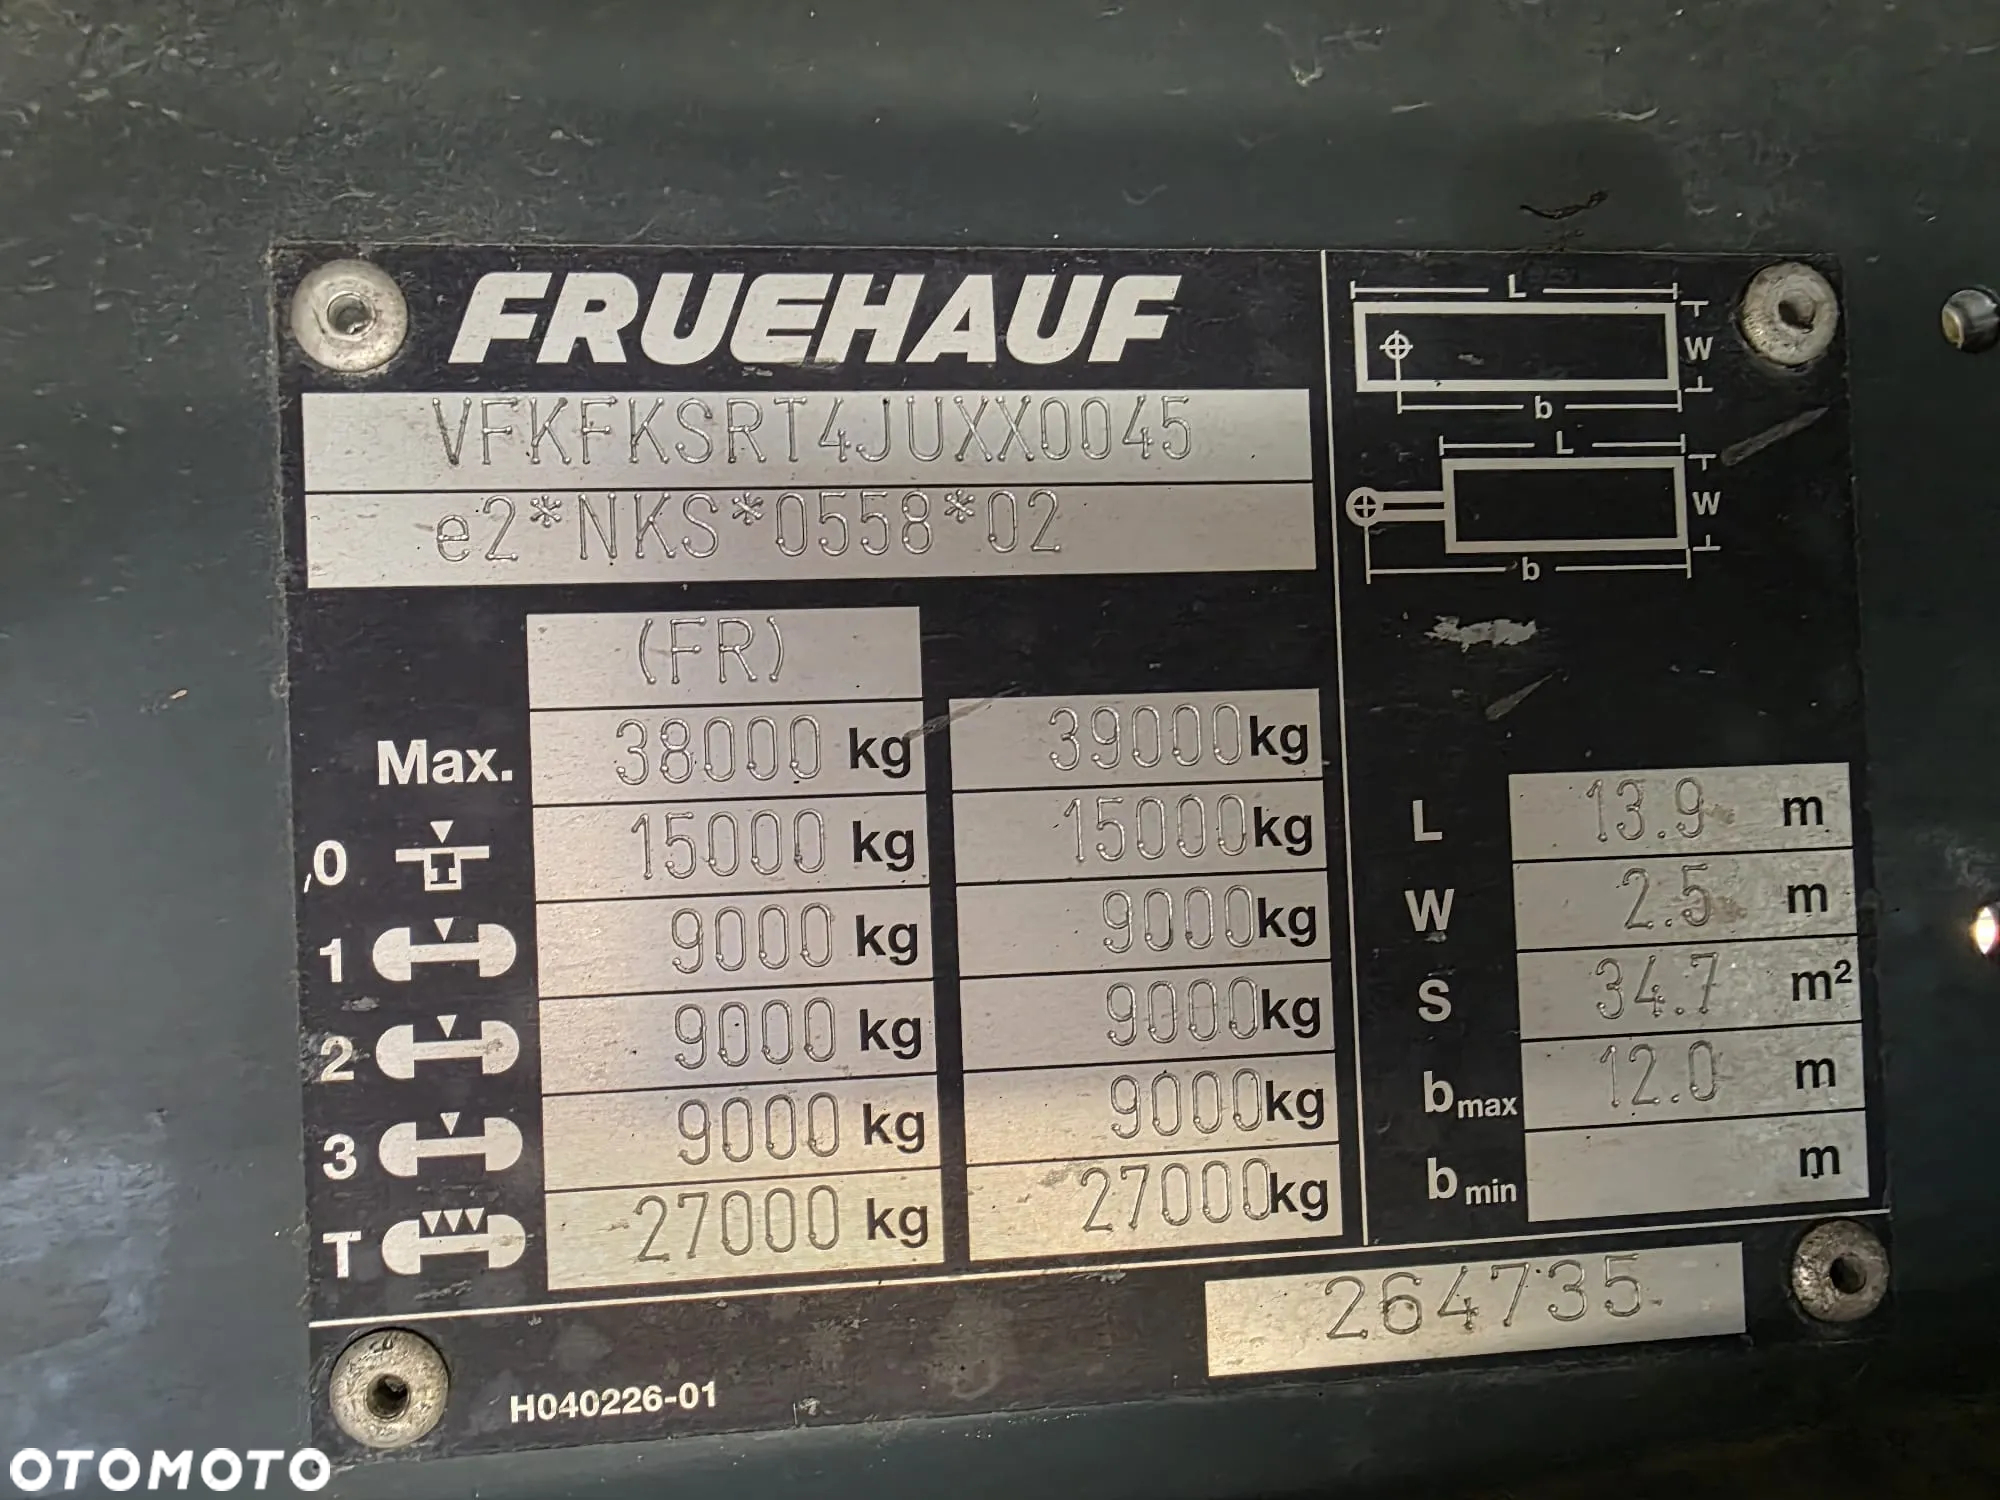 FRUEHAUF
VFKFKSRT4JUXX0045
e2*NKS*0558*02
(FR)
Max. 38000 kg 39000 kg
0 15000 kg 15000 kg
1 9000 kg 9000 kg
2 9000 kg 9000 kg
3 9000 kg 9000 kg
T 27000 kg 27000 kg
L
W
b
L
W
b
L 13.9 m
W 2.5 m
S 34.7 m²
b max 12.0 m
b min m
264735
H040226-01
OTOMOTO